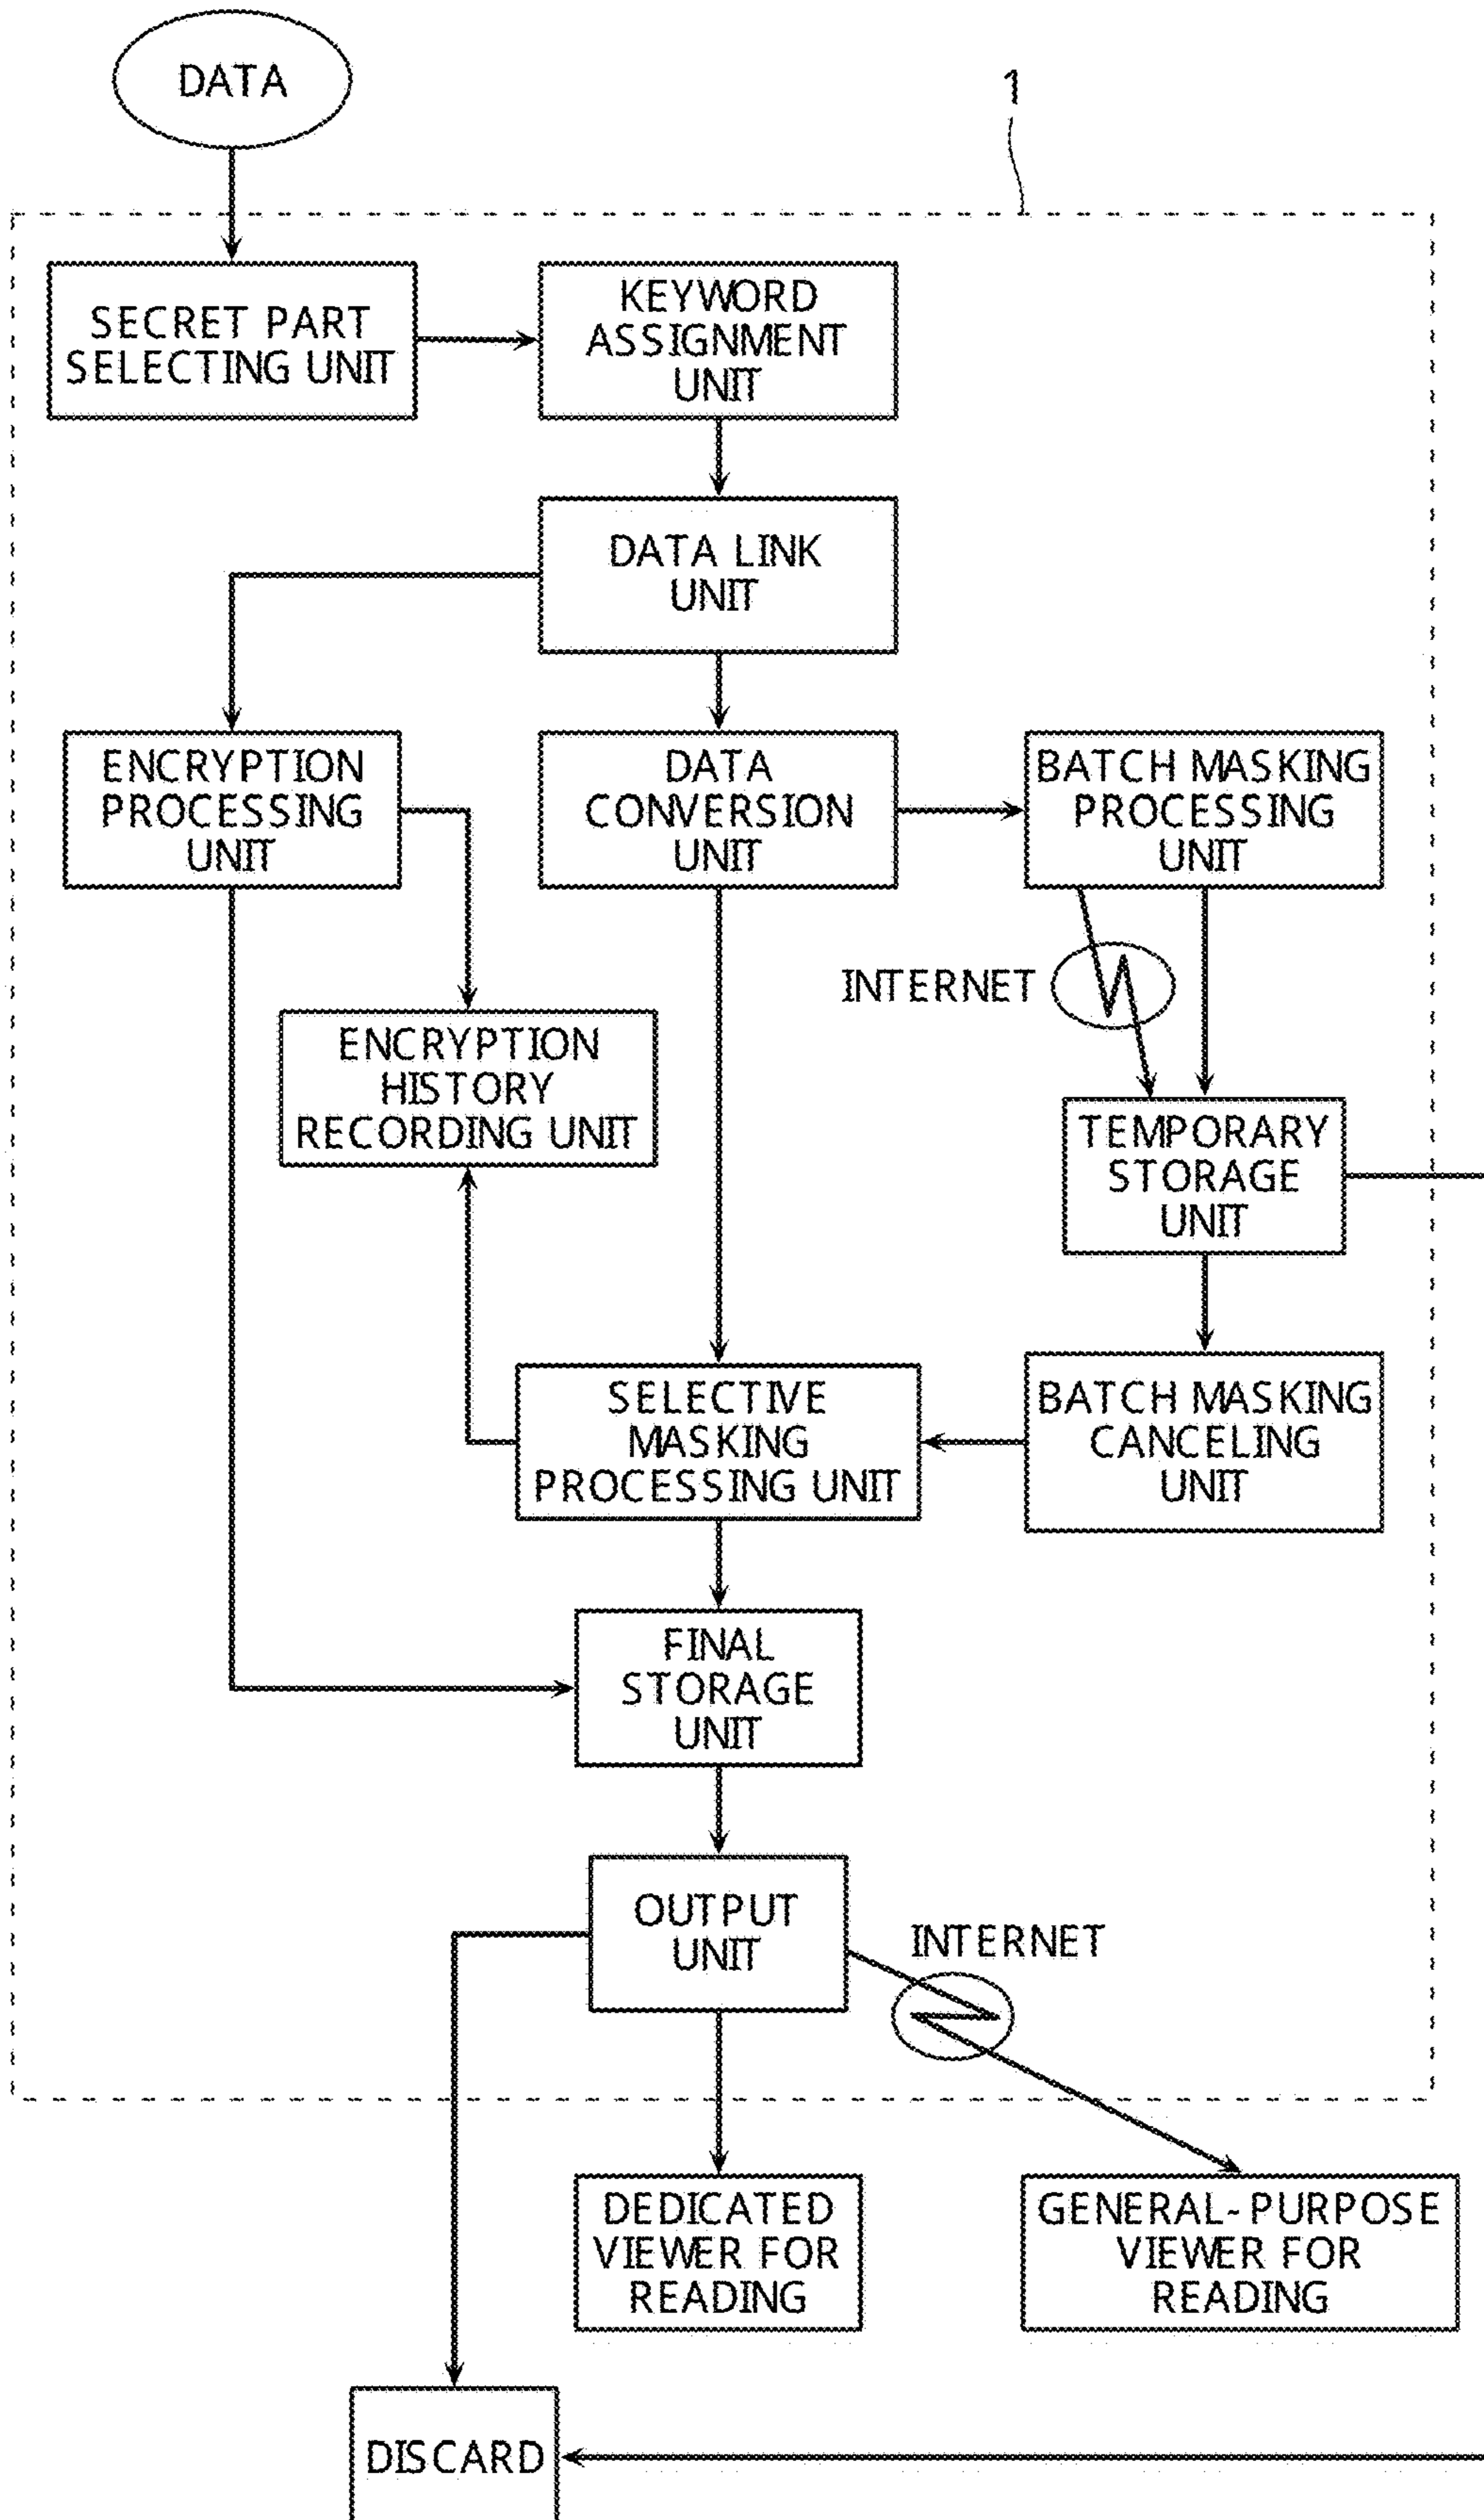 DATA
1
SECRET PART
SELECTING UNIT
KEYWORD
ASSIGNMENT
UNIT
DATA LINK
UNIT
ENCRYPTION
PROCESSING
UNIT
DATA
CONVERSION
UNIT
BATCH MASKING
PROCESSING
UNIT
INTERNET
ENCRYPTION
HISTORY
RECORDING UNIT
TEMPORARY
STORAGE
UNIT
SELECTIVE
MASKING
PROCESSING UNIT
BATCH MASKING
CANCELING
UNIT
FINAL
STORAGE
UNIT
OUTPUT
UNIT
INTERNET
DEDICATED
VIEWER FOR
READING
GENERAL-PURPOSE
VIEWER FOR
READING
DISCARD